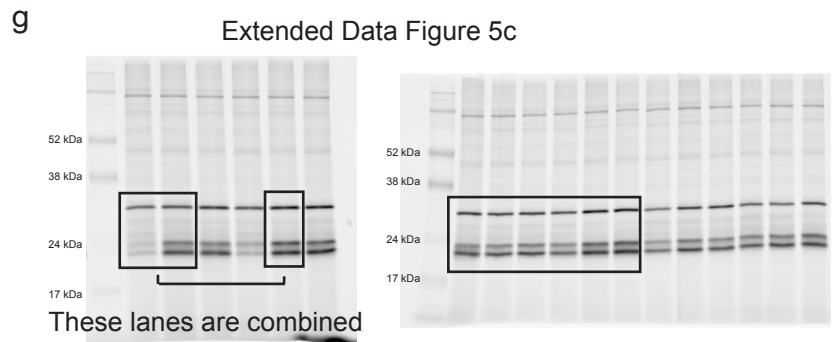 g
Extended Data Figure 5c
52 kDa
38 kDa
24 kDa
17 kDa
These lanes are combined
52 kDa
38 kDa
24 kDa
17 kDa